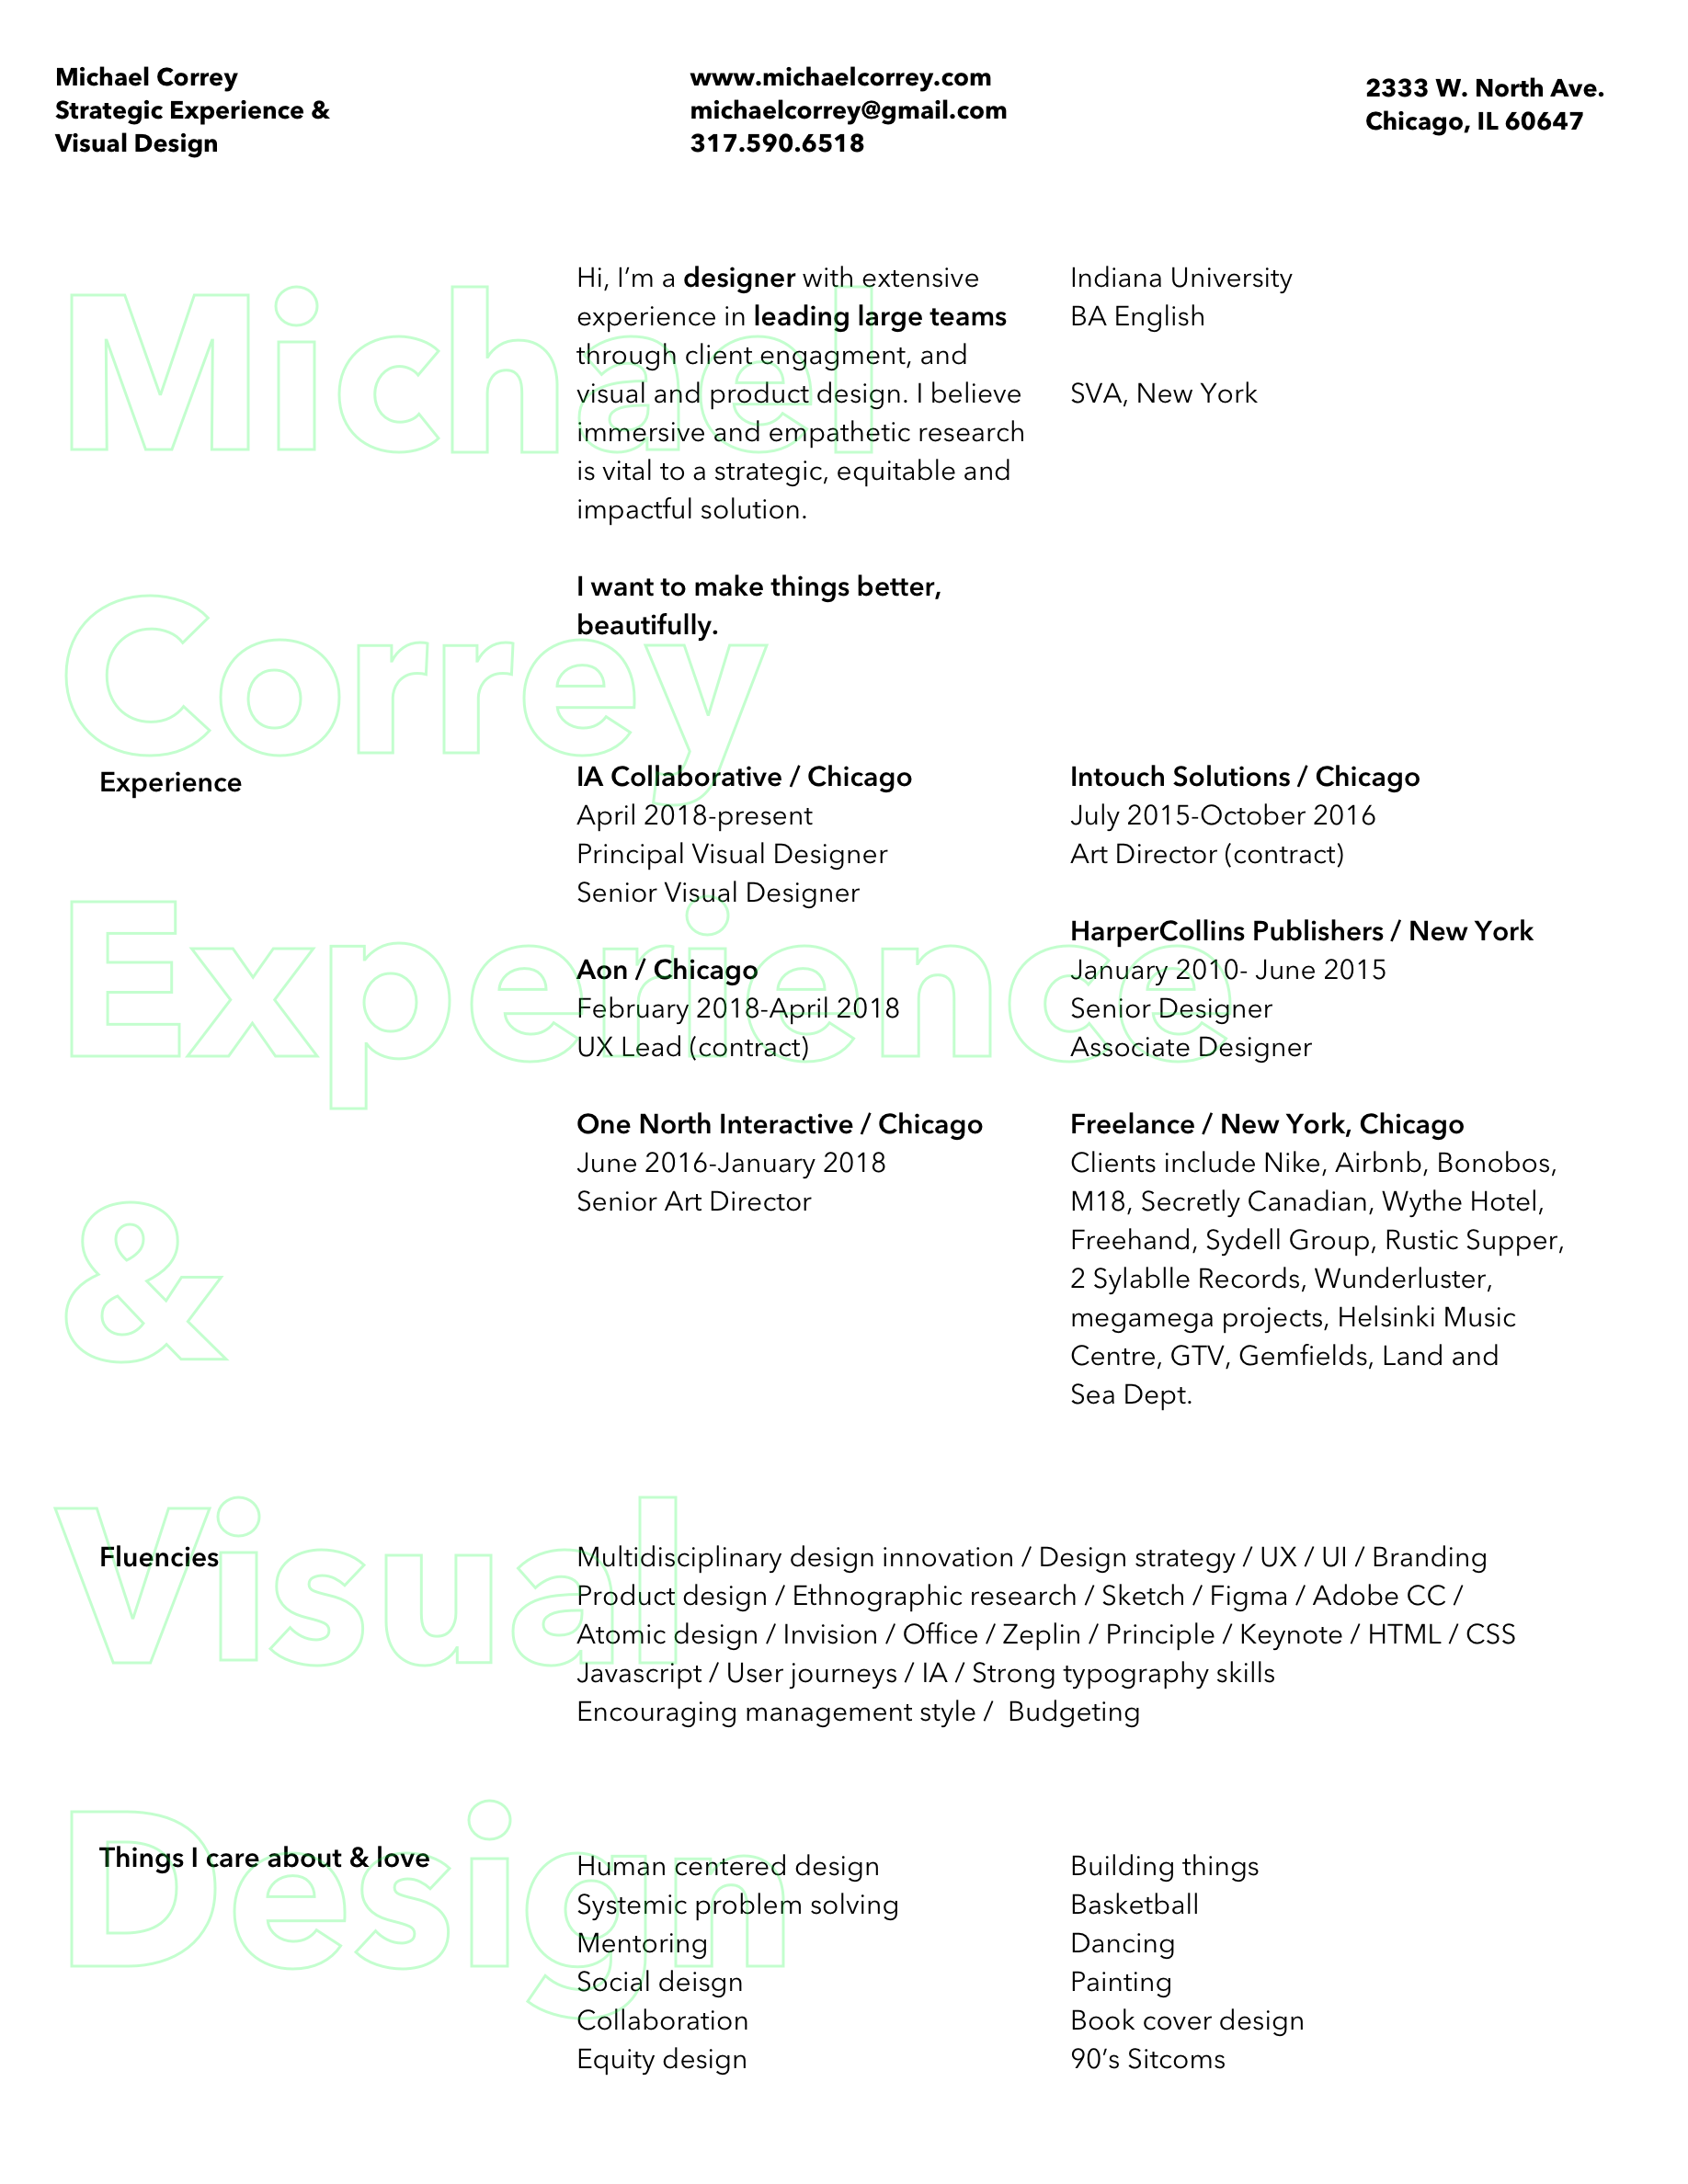 Michael Correy
Strategic Experience &
Visual Design
www.michaelcorrey.com
michaelcorrey@gmail.com
317.590.6518
2333 W. North Ave.
Chicago, IL 60647
Michael
Correy
Experience
&
Visual
Design
Hi, I’m a designer with extensive
experience in leading large teams
through client engagment, and
visual and product design. I believe
immersive and empathetic research
is vital to a strategic, equitable and
impactful solution.
I want to make things better,
beautifully.
Indiana University
BA English
SVA, New York
Experience
IA Collaborative / Chicago
April 2018-present
Principal Visual Designer
Senior Visual Designer
Aon / Chicago
February 2018-April 2018
UX Lead (contract)
One North Interactive / Chicago
June 2016-January 2018
Senior Art Director
Intouch Solutions / Chicago
July 2015-October 2016
Art Director (contract)
HarperCollins Publishers / New York
January 2010- June 2015
Senior Designer
Associate Designer
Freelance / New York, Chicago
Clients include Nike, Airbnb, Bonobos,
M18, Secretly Canadian, Wythe Hotel,
Freehand, Sydell Group, Rustic Supper,
2 Sylablle Records, Wunderluster,
megamega projects, Helsinki Music
Centre, GTV, Gemfields, Land and
Sea Dept.
Fluencies
Multidisciplinary design innovation / Design strategy / UX / UI / Branding
Product design / Ethnographic research / Sketch / Figma / Adobe CC /
Atomic design / Invision / Office / Zeplin / Principle / Keynote / HTML / CSS
Javascript / User journeys / IA / Strong typography skills
Encouraging management style /  Budgeting
Things I care about & love
Human centered design
Systemic problem solving
Mentoring
Social deisgn
Collaboration
Equity design
Building things
Basketball
Dancing
Painting
Book cover design
90’s Sitcoms